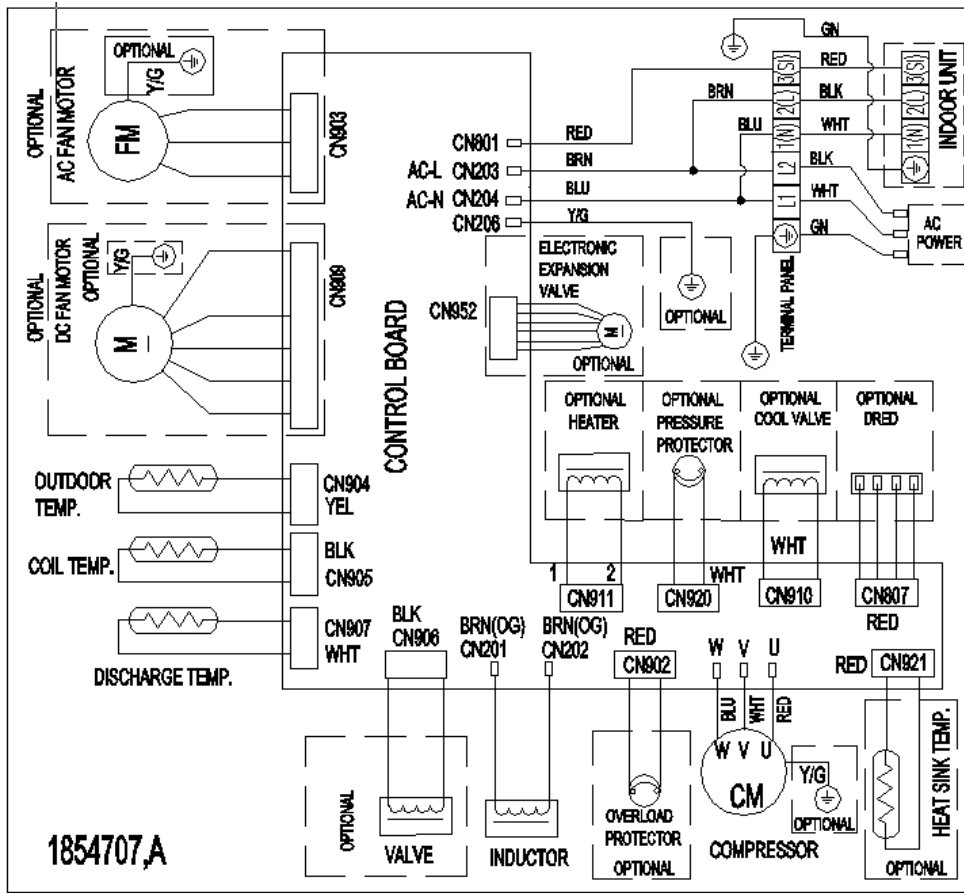 OPTIONAL
Y/G
OPTIONAL
AC FAN MOTOR
FM
CN903
OPTIONAL
DC FAN MOTOR
OPTIONAL
Y/G
M
CN909
OUTDOOR
TEMP.
CN904
YEL
COIL TEMP.
BLK
CN905
CN907
WHT
DISCHARGE TEMP.
CONTROL BOARD
CN801
RED
AC-L CN203
BRN
AC-N CN204
BLU
CN206
Y/G
ELECTRONIC
EXPANSION
VALVE
CN952
M
OPTIONAL
OPTIONAL
GN
3(SI)
2(L)
1(N)
L2
L1
TERMINAL PANEL
BRN
BLU
RED
BLK
WHT
BLK
WHT
GN
3(SI)
2(L)
1(N)
INDOOR UNIT
AC
POWER
OPTIONAL
HEATER
OPTIONAL
PRESSURE
PROTECTOR
OPTIONAL
COOL VALVE
OPTIONAL
DRED
1 2
CN911
WHT
CN920
WHT
CN910
CN807
RED
BLK
CN906
BRN(OG)
CN201
BRN(OG)
CN202
RED
CN902
W V U
BLU
WHT
RED
W V U
CM
Y/G
OPTIONAL
COMPRESSOR
RED
CN921
HEAT SINK TEMP.
OPTIONAL
OPTIONAL
VALVE
INDUCTOR
OVERLOAD
PROTECTOR
OPTIONAL
1854707,A